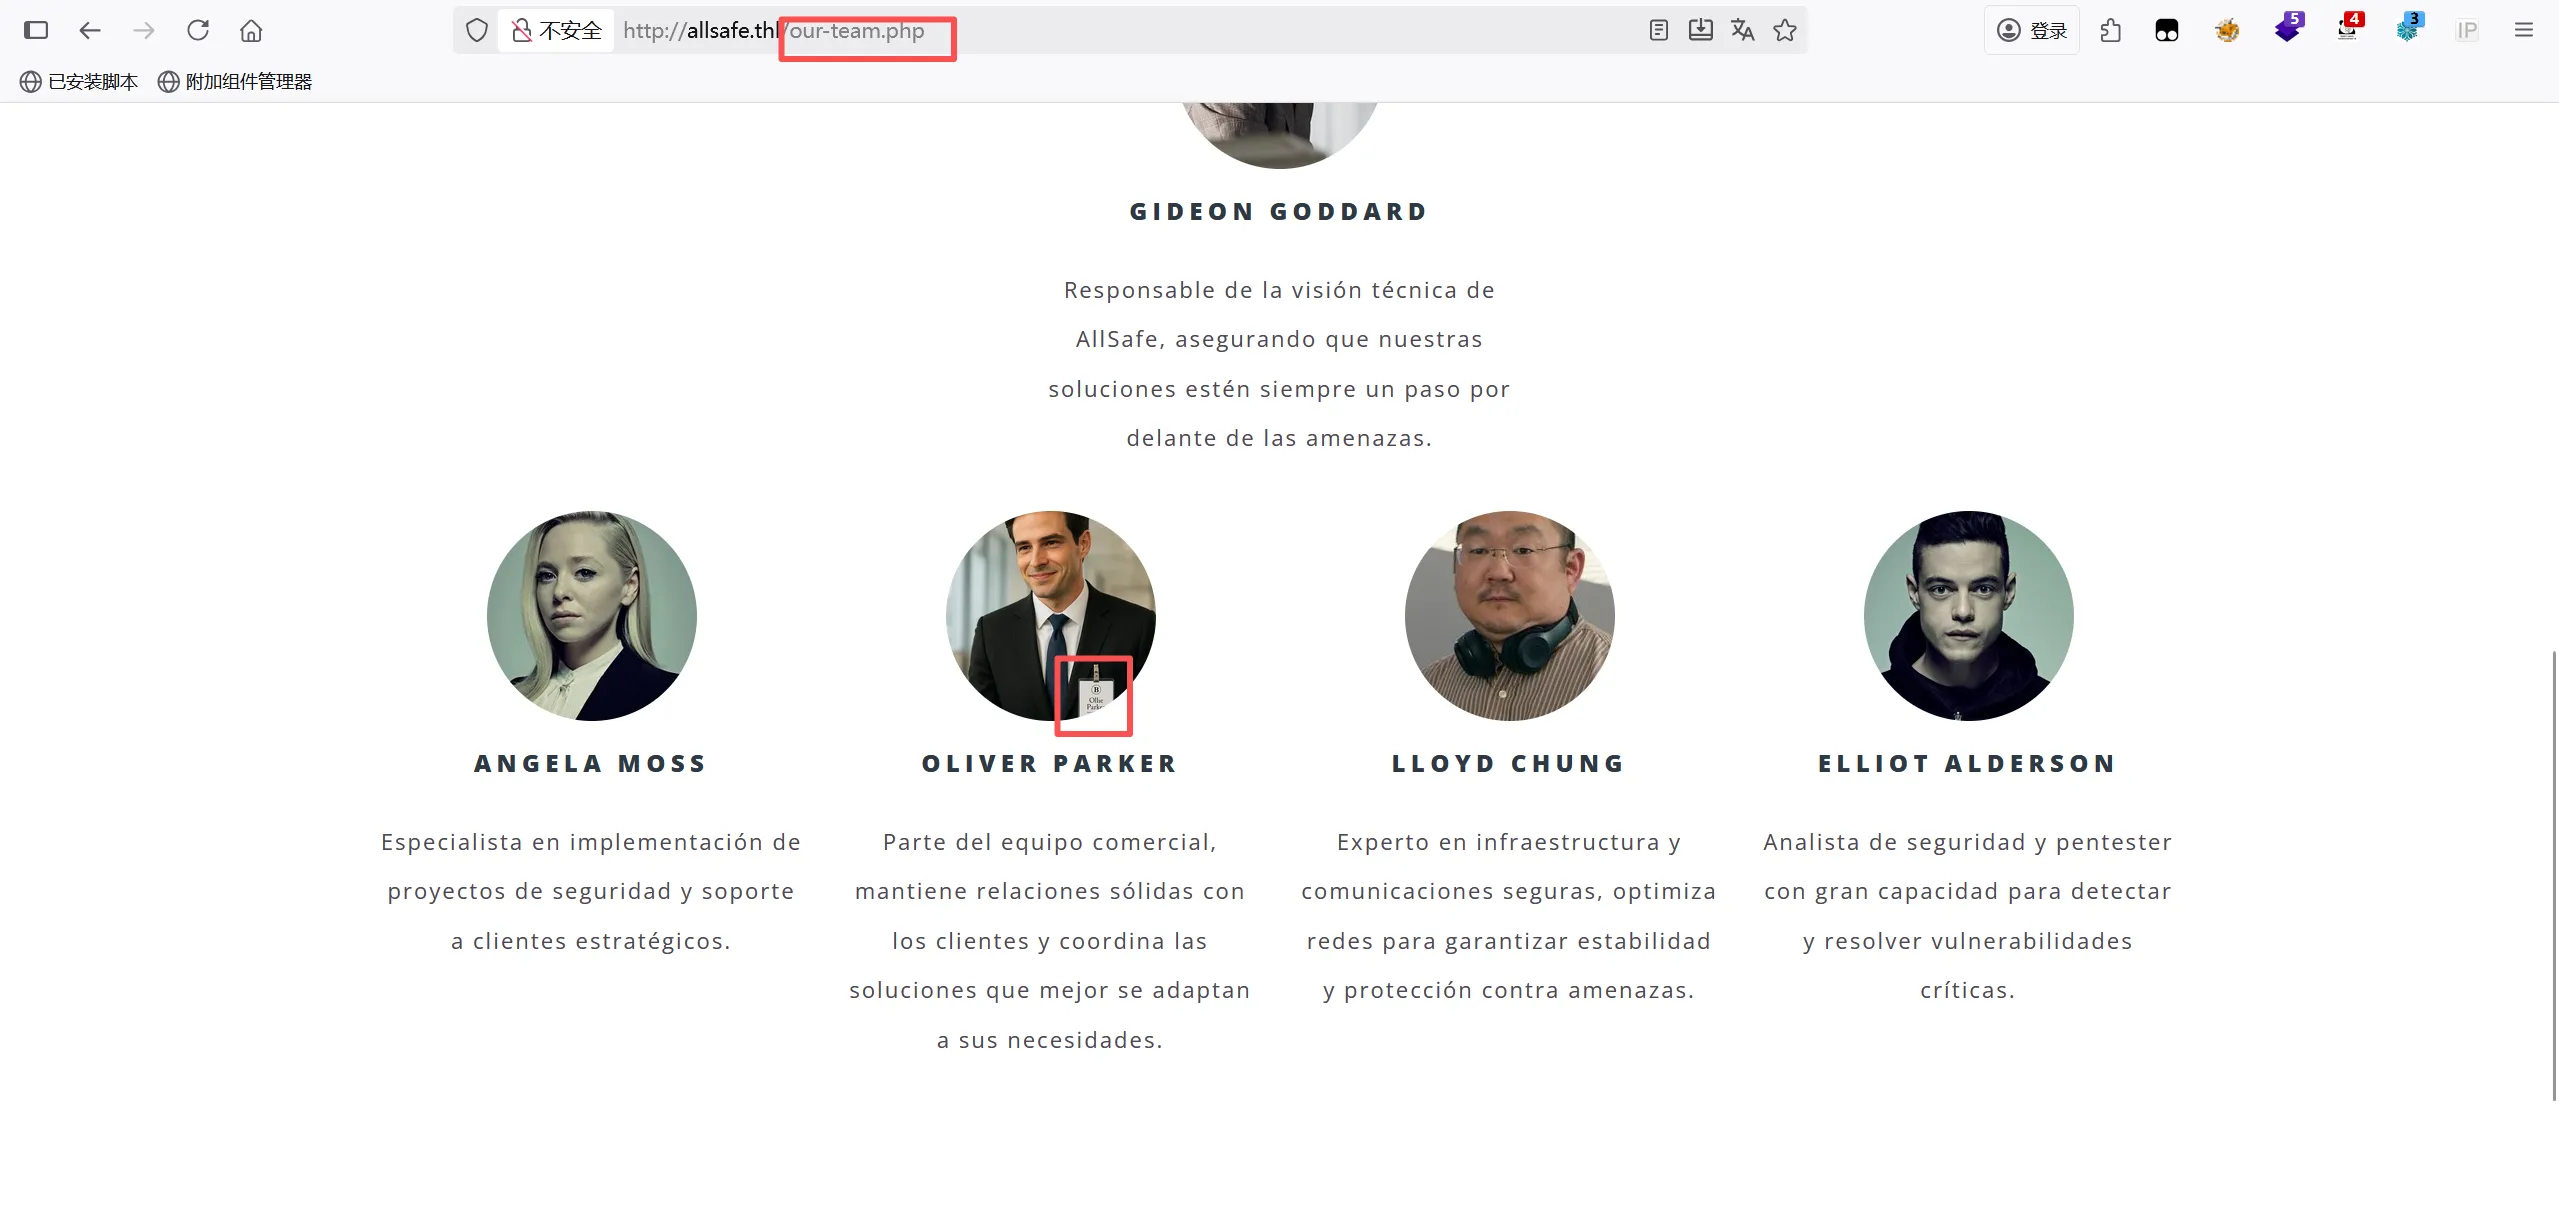 不安全
http://allsafe.thl/our-team.php
登录
5
4
3
IP
已安装脚本
附加组件管理器
GIDEON GODDARD
Responsable de la visión técnica de
AllSafe, asegurando que nuestras
soluciones estén siempre un paso por
delante de las amenazas.
B
Ollie
ANGELA MOSS
Especialista en implementación de
proyectos de seguridad y soporte
a clientes estratégicos.
OLIVER PARKER
Parte del equipo comercial,
mantiene relaciones sólidas con
los clientes y coordina las
soluciones que mejor se adaptan
a sus necesidades.
LLOYD CHUNG
Experto en infraestructura y
comunicaciones seguras, optimiza
redes para garantizar estabilidad
y protección contra amenazas.
ELLIOT ALDERSON
Analista de seguridad y pentester
con gran capacidad para detectar
y resolver vulnerabilidades
críticas.